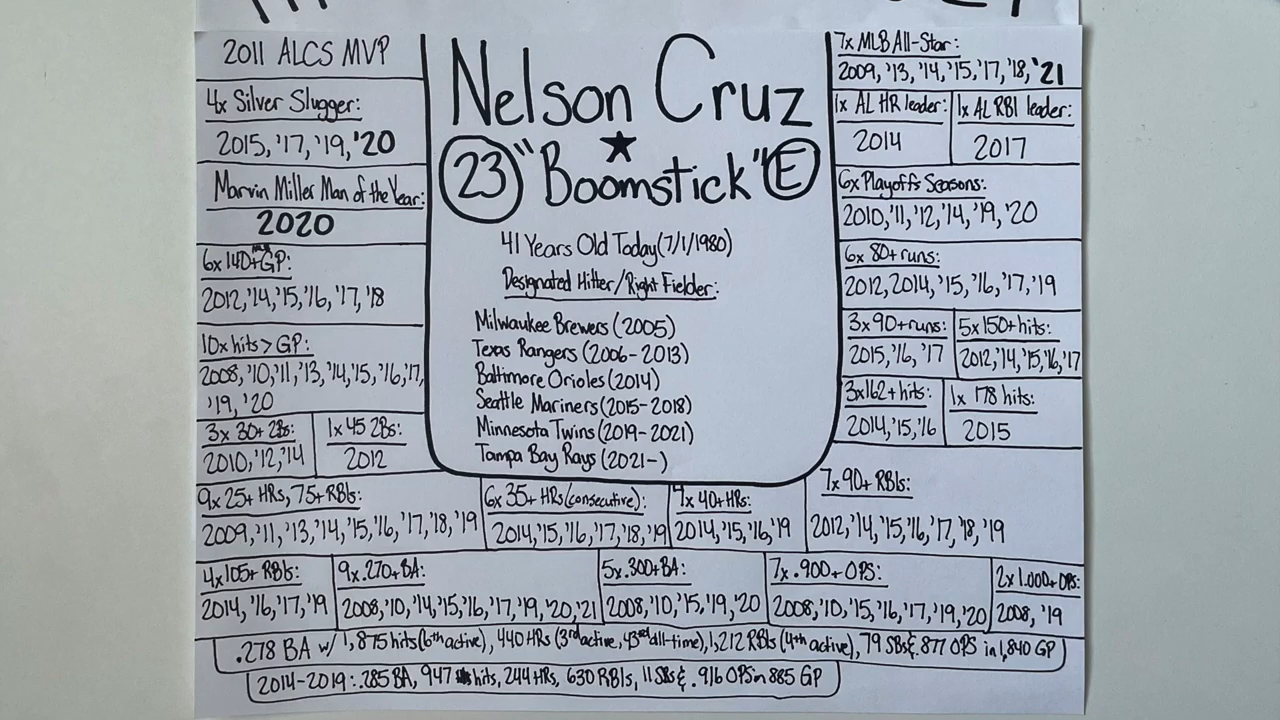 2011 ALCS MVP
4x Silver Slugger:
2015, '17, '19, '20
Marvin Miller Man of the Year:
2020
6x 140+ GP:
2012, '14, '15, '16, '17, '18
10x hits > GP:
2008, '10, '11, '13, '14, '15, '16, '17,
'19, '20
3x 30+ 2Bs:
2010, '12, '14
1x 45 2Bs:
2012
Nelson Cruz
★
23 "Boomstick" E
41 Years Old Today (7/1/1980)
Designated Hitter/Right Fielder:
Milwaukee Brewers (2005)
Texas Rangers (2006-2013)
Baltimore Orioles (2014)
Seattle Mariners (2015-2018)
Minnesota Twins (2019-2021)
Tampa Bay Rays (2021-)
7x MLB All-Star:
2009, '13, '14, '15, '17, '18, '21
1x AL HR leader:
2014
1x AL RBI leader:
2017
6x Playoffs Seasons:
2010, '11, '12, '14, '19, '20
6x 80+ runs:
2012, 2014, '15, '16, '17, '19
3x 90+ runs:
2015, '16, '17
5x 150+ hits:
2012, '14, '15, '16, '17
3x 162+ hits:
2014, '15, '16
1x 178 hits:
2015
9x 25+ HRs, 75+ RBIs:
2009, '11, '13, '14, '15, '16, '17, '18, '19
6x 35+ HRs (consecutive):
2014, '15, '16, '17, '18, '19
4x 40+ HRs:
2014, '15, '16, '19
7x 90+ RBIs:
2012, '14, '15, '16, '17, '18, '19
4x 105+ RBIs:
2014, '16, '17, '19
9x .270+ BA:
2008, '10, '14, '15, '16, '17, '19, '20, '21
5x .300+ BA:
2008, '10, '15, '19, '20
7x .900+ OPS:
2008, '10, '15, '16, '17, '19, '20
2x 1.000+ OPS:
2008, '19
.278 BA w/ 1,875 hits (6th active), 440 HRs (3rd active, 43rd all-time), 1,212 RBIs (4th active), 79 SBs & .877 OPS in 1,840 GP
2014-2019: .285 BA, 947 hits, 244 HRs, 630 RBIs, 11 SBs & .916 OPS in 885 GP